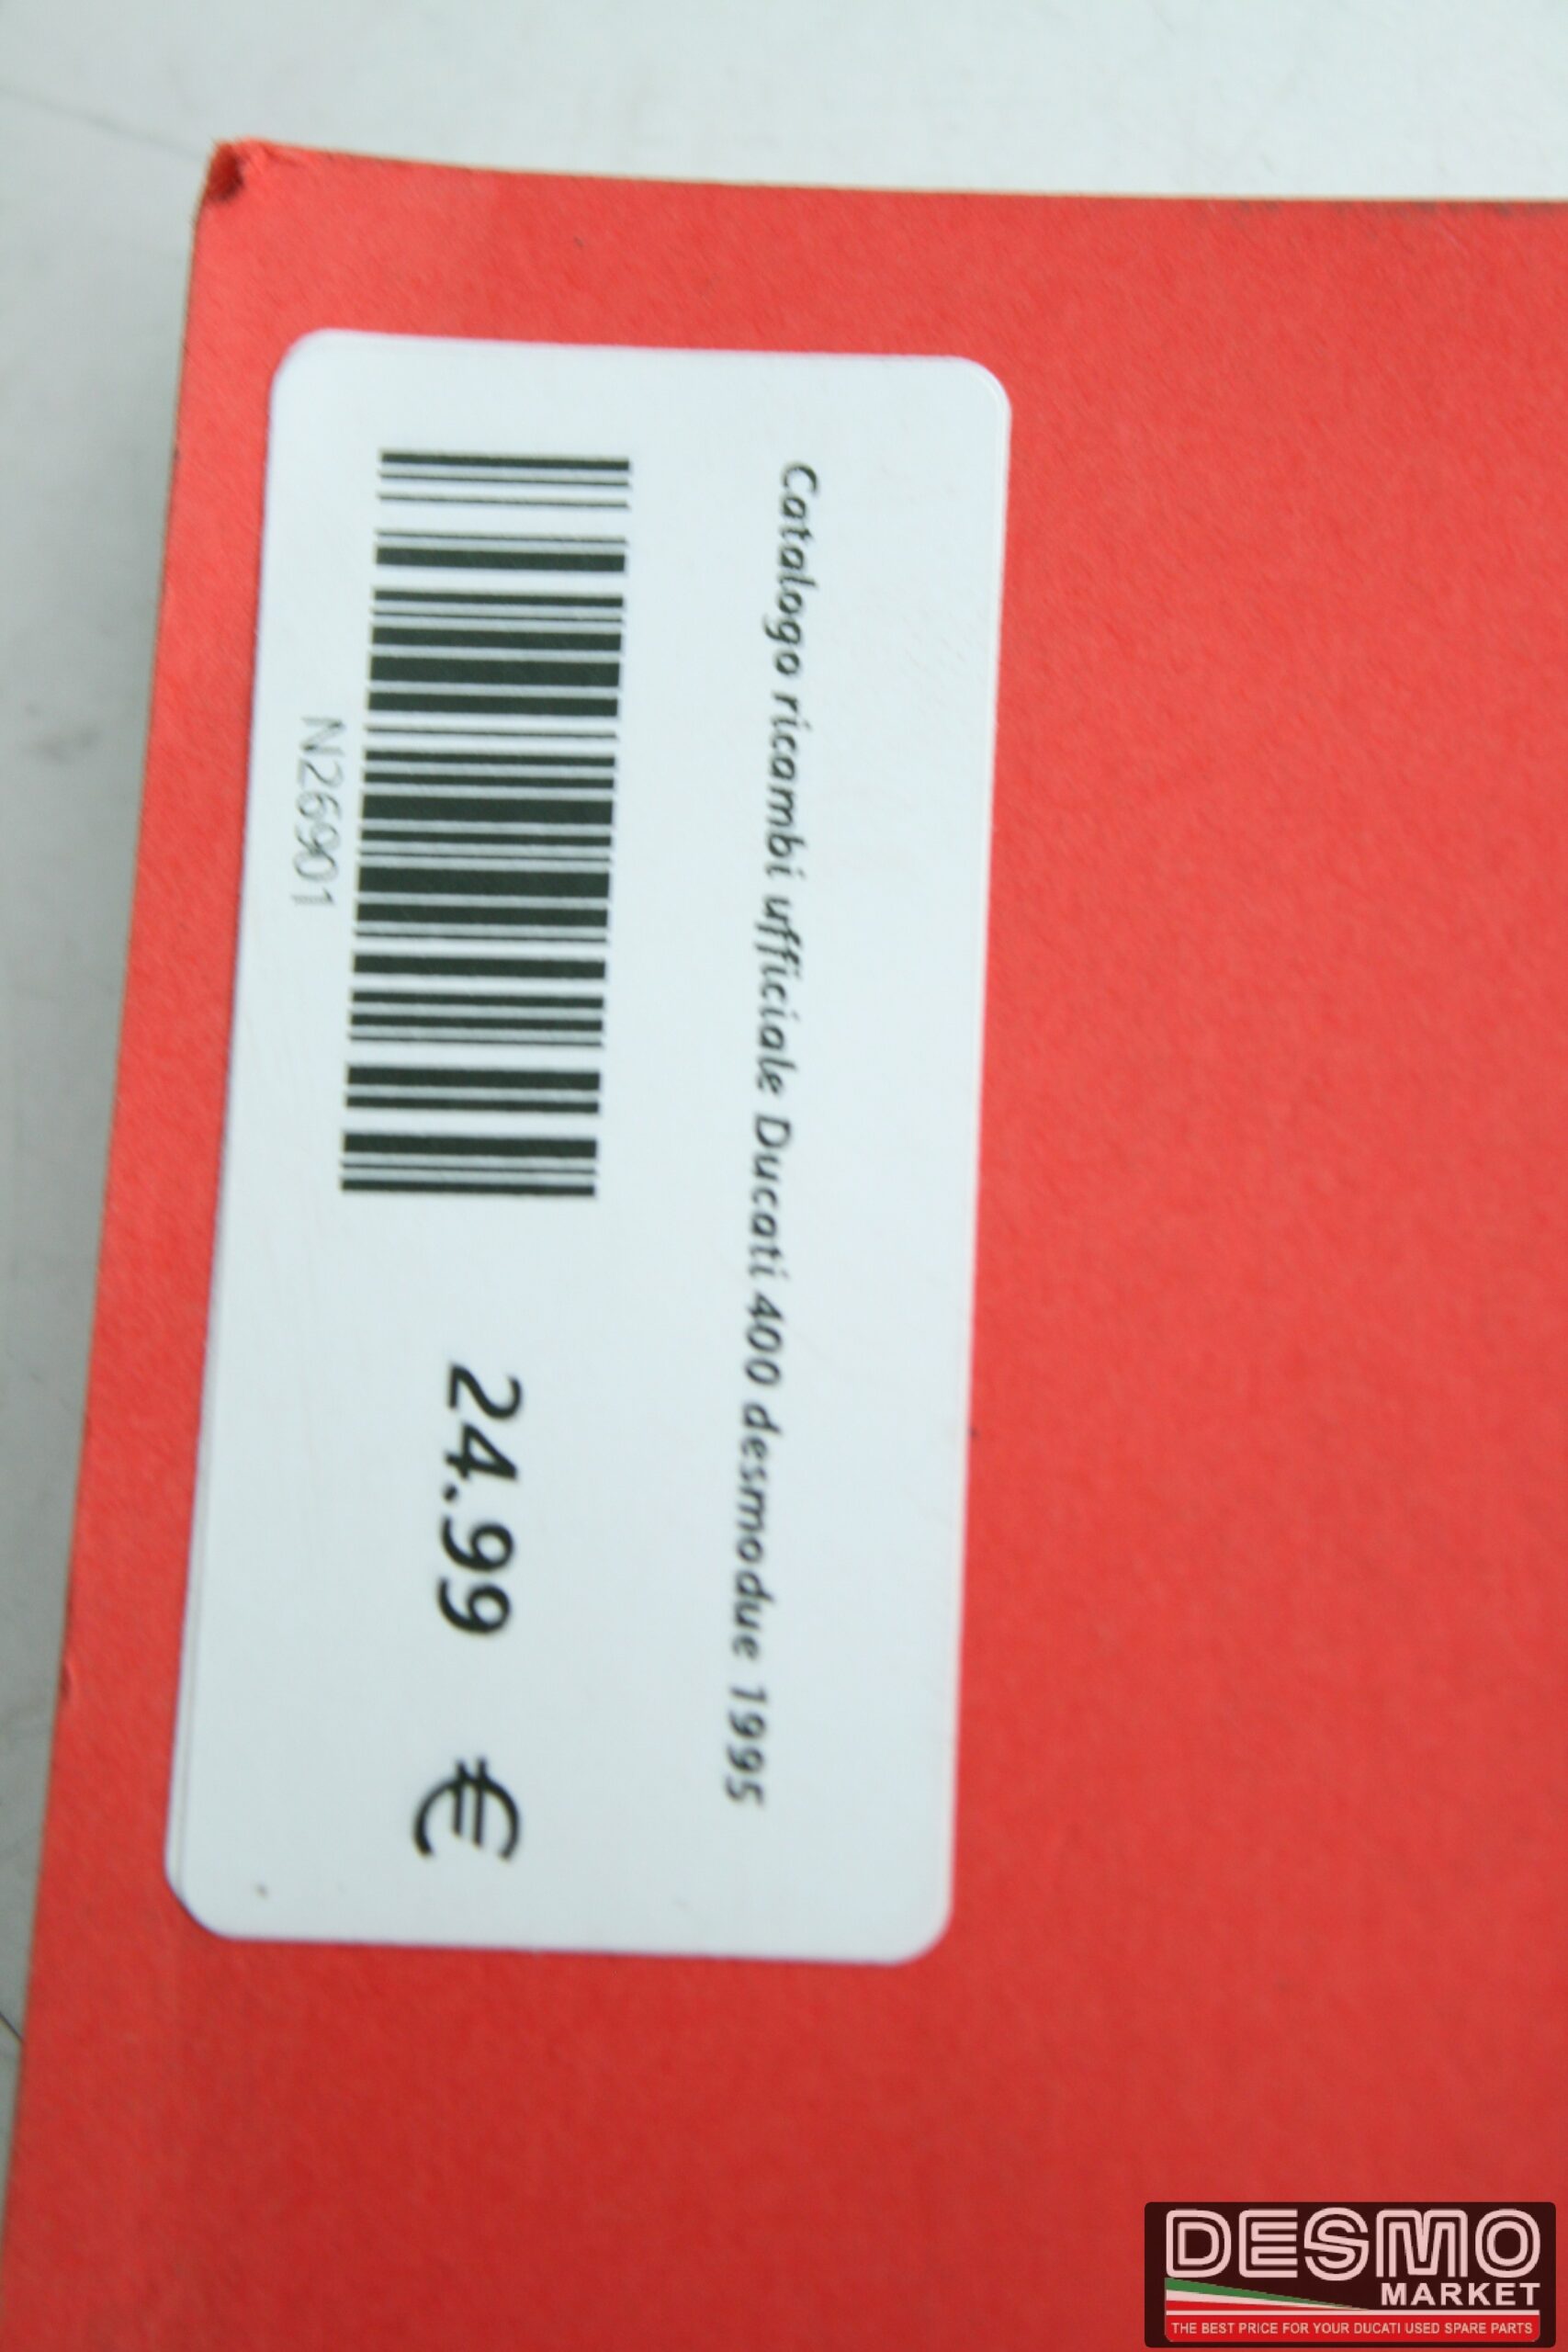 Catalogo ricambi ufficiale Ducati 400 desmodue 1995
24.99 €
N26901
DESMO
MARKET
THE BEST PRICE FOR YOUR DUCATI USED SPARE PARTS